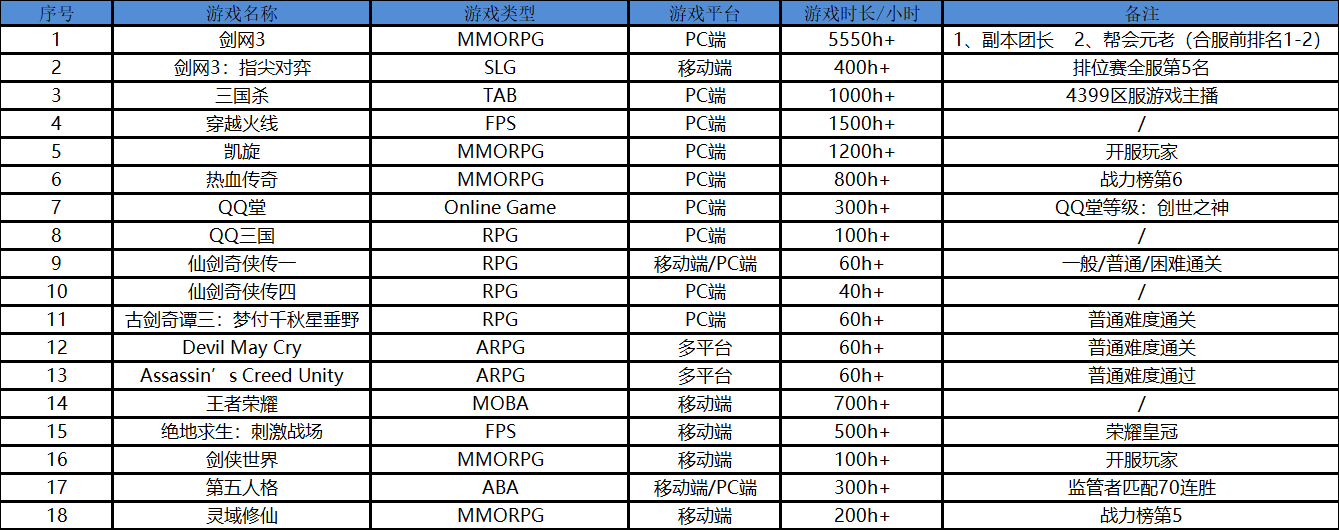 序号 游戏名称 游戏类型 游戏平台 游戏时长/小时 备注
1 剑网3 MMORPG PC端 5550h+ 1、副本团长 2、帮会元老（合服前排名1-2）
2 剑网3：指尖对弈 SLG 移动端 400h+ 排位赛全服第5名
3 三国杀 TAB PC端 1000h+ 4399区服游戏主播
4 穿越火线 FPS PC端 1500h+ /
5 凯旋 MMORPG PC端 1200h+ 开服玩家
6 热血传奇 MMORPG PC端 800h+ 战力榜第6
7 QQ堂 Online Game PC端 300h+ QQ堂等级：创世之神
8 QQ三国 RPG PC端 100h+ /
9 仙剑奇侠传一 RPG 移动端/PC端 60h+ 一般/普通/困难通关
10 仙剑奇侠传四 RPG PC端 40h+ /
11 古剑奇谭三：梦付千秋星垂野 RPG PC端 60h+ 普通难度通关
12 Devil May Cry ARPG 多平台 60h+ 普通难度通关
13 Assassin’s Creed Unity ARPG 多平台 60h+ 普通难度通过
14 王者荣耀 MOBA 移动端 700h+ /
15 绝地求生：刺激战场 FPS 移动端 500h+ 荣耀皇冠
16 剑侠世界 MMORPG 移动端 100h+ 开服玩家
17 第五人格 ABA 移动端/PC端 300h+ 监管者匹配70连胜
18 灵域修仙 MMORPG 移动端 200h+ 战力榜第5